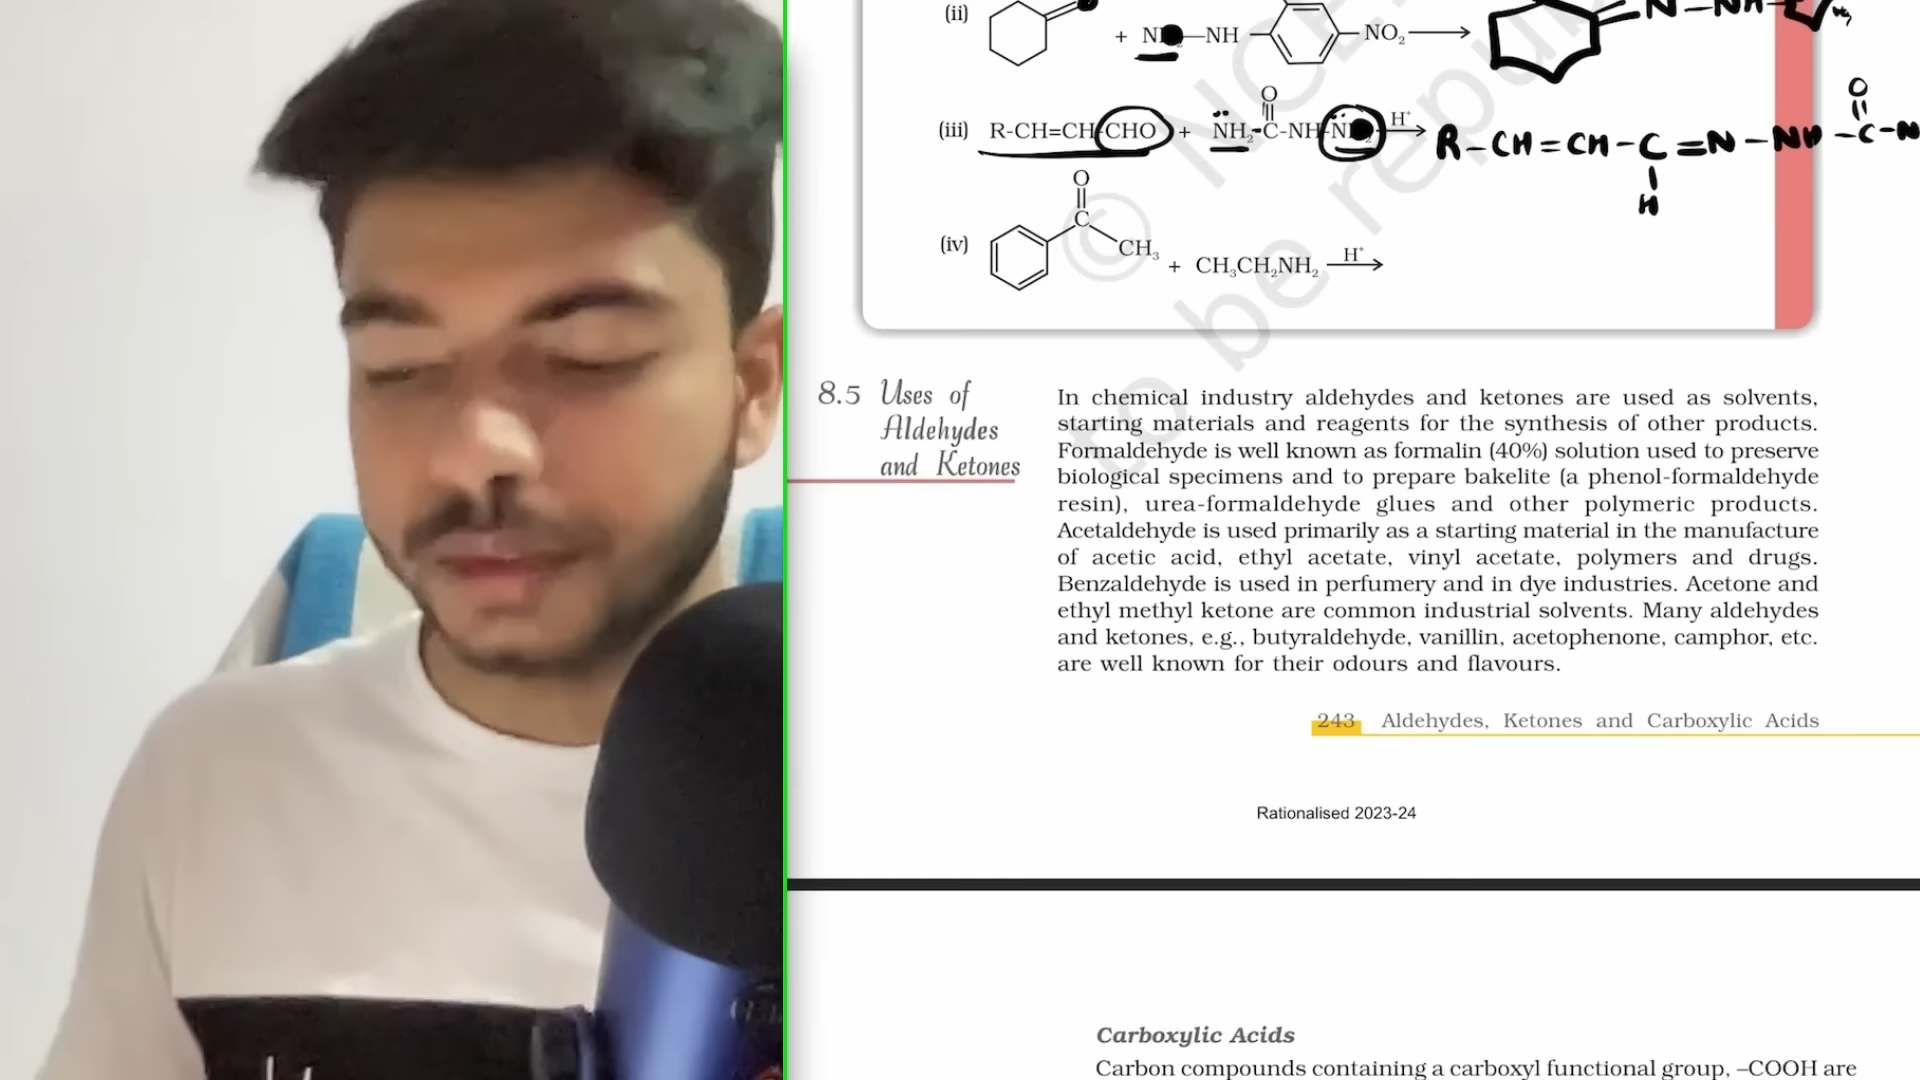 (ii)
+ NH—NH
NO₂
N–NH
(iii) R-CH=CH-CHO + NH₂-C-NH-N H⁺
O
R–CH=CH–C=N–NH–C–N
O
H
(iv)
O
C
CH₃
+ CH₃CH₂NH₂ H⁺
8.5 Uses of
Aldehydes
and Ketones
In chemical industry aldehydes and ketones are used as solvents,
starting materials and reagents for the synthesis of other products.
Formaldehyde is well known as formalin (40%) solution used to preserve
biological specimens and to prepare bakelite (a phenol-formaldehyde
resin), urea-formaldehyde glues and other polymeric products.
Acetaldehyde is used primarily as a starting material in the manufacture
of acetic acid, ethyl acetate, vinyl acetate, polymers and drugs.
Benzaldehyde is used in perfumery and in dye industries. Acetone and
ethyl methyl ketone are common industrial solvents. Many aldehydes
and ketones, e.g., butyraldehyde, vanillin, acetophenone, camphor, etc.
are well known for their odours and flavours.
243 Aldehydes, Ketones and Carboxylic Acids
Rationalised 2023-24
Carboxylic Acids
Carbon compounds containing a carboxyl functional group, –COOH are
© NCE
to be repu